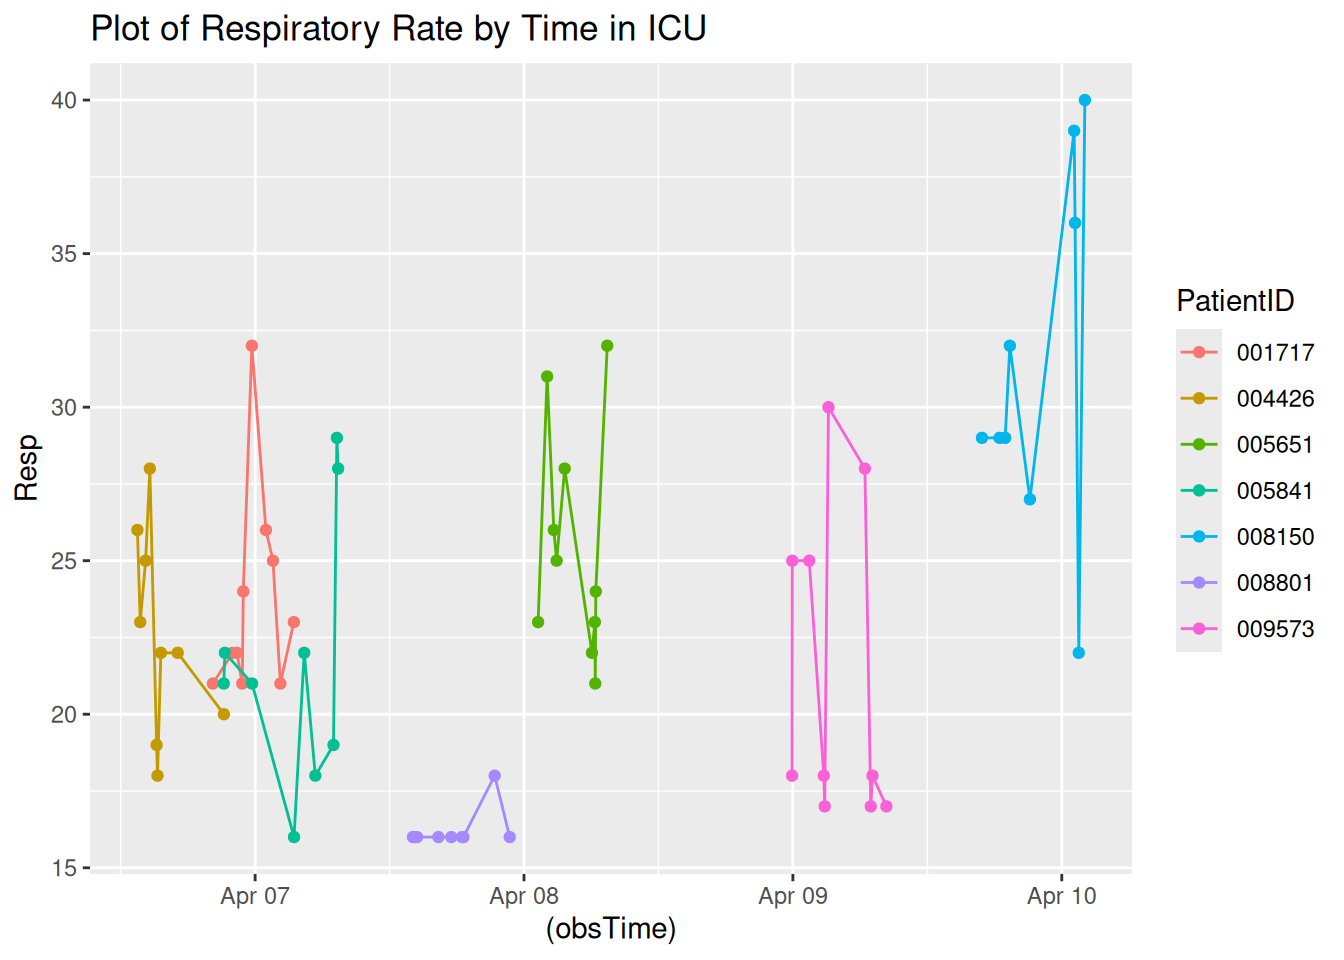 Plot of Respiratory Rate by Time in ICU
40
35
30
25
20
15
Resp
Apr 07
Apr 08
Apr 09
Apr 10
(obsTime)
PatientID
001717
004426
005651
005841
008150
008801
009573